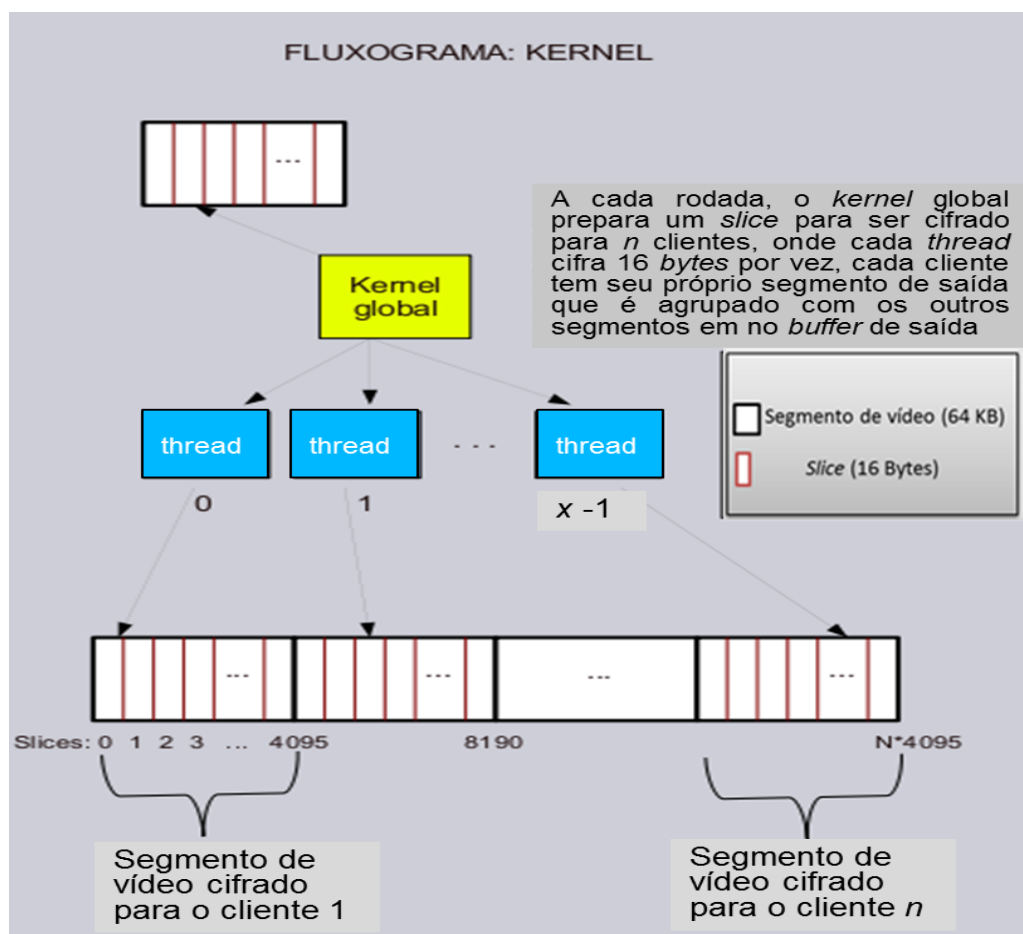 FLUXOGRAMA: KERNEL
---
A cada rodada, o kernel global
prepara um slice para ser cifrado
para n clientes, onde cada thread
cifra 16 bytes por vez, cada cliente
tem seu próprio segmento de saída
que é agrupado com os outros
segmentos em no buffer de saída
Kernel
global
Segmento de vídeo (64 KB)
Slice (16 Bytes)
thread
thread
- - -
thread
0
1
x -1
---
---
---
---
Slices: 0 1 2 3 ... 4095
8190
N*4095
Segmento de
vídeo cifrado
para o cliente 1
Segmento de
vídeo cifrado
para o cliente n